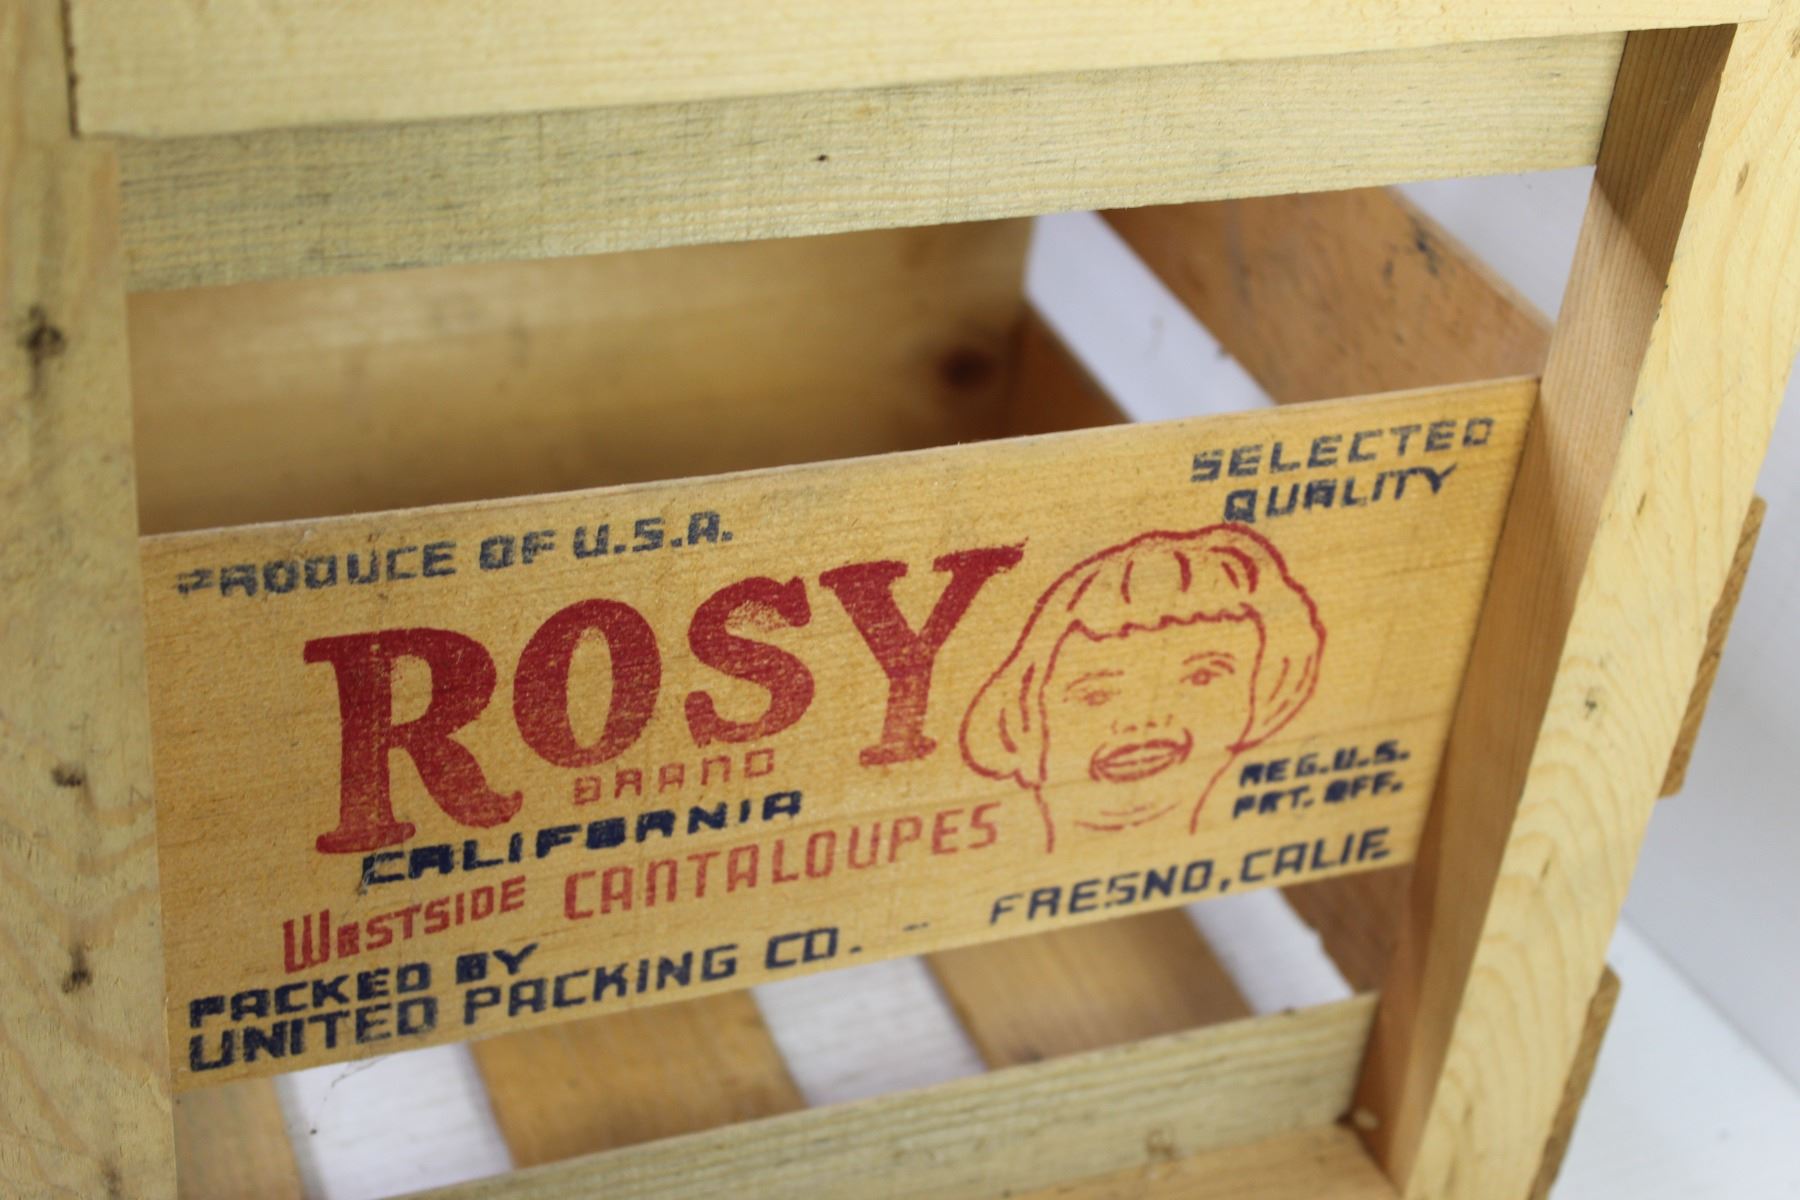 PRODUCE OF U.S.A.
SELECTED
QUALITY
ROSY
BRAND
CALIFORNIA
WESTSIDE CANTALOUPES
REG. U.S.
PAT. OFF.
PACKED BY
UNITED PACKING CO. - FRESNO, CALIF.